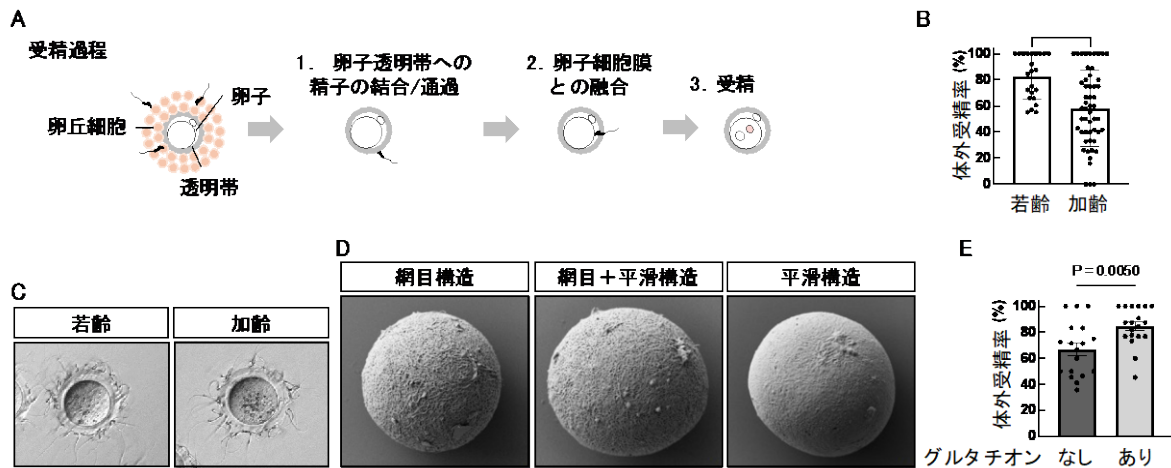 A
受精過程
卵丘細胞
卵子
透明帯
1. 卵子透明帯への
精子の結合/通過
2. 卵子細胞膜
との融合
3. 受精
B
体外受精率 (%)
100
80
60
40
20
0
若齢
加齢
C
若齢
加齢
D
網目構造
網目＋平滑構造
平滑構造
E
P = 0.0050
体外受精率 (%)
100
80
60
40
20
0
グルタチオン なし あり